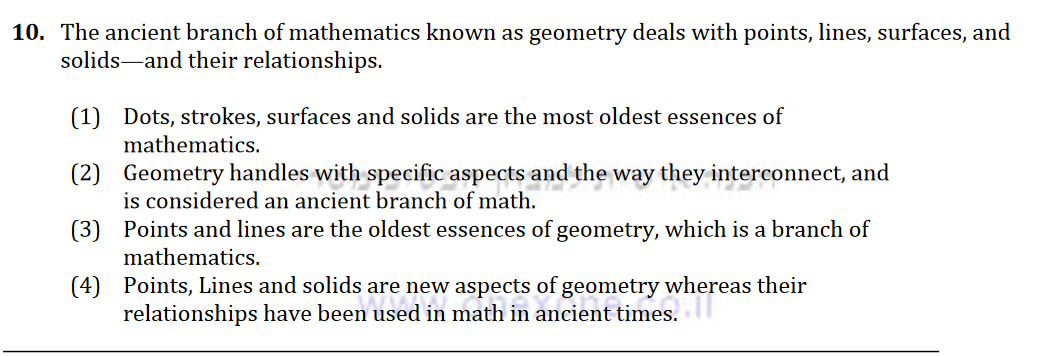 10. The ancient branch of mathematics known as geometry deals with points, lines, surfaces, and
solids—and their relationships.
(1) Dots, strokes, surfaces and solids are the most oldest essences of
mathematics.
(2) Geometry handles with specific aspects and the way they interconnect, and
is considered an ancient branch of math.
(3) Points and lines are the oldest essences of geometry, which is a branch of
mathematics.
(4) Points, Lines and solids are new aspects of geometry whereas their
relationships have been used in math in ancient times.
www.onexone.co.il